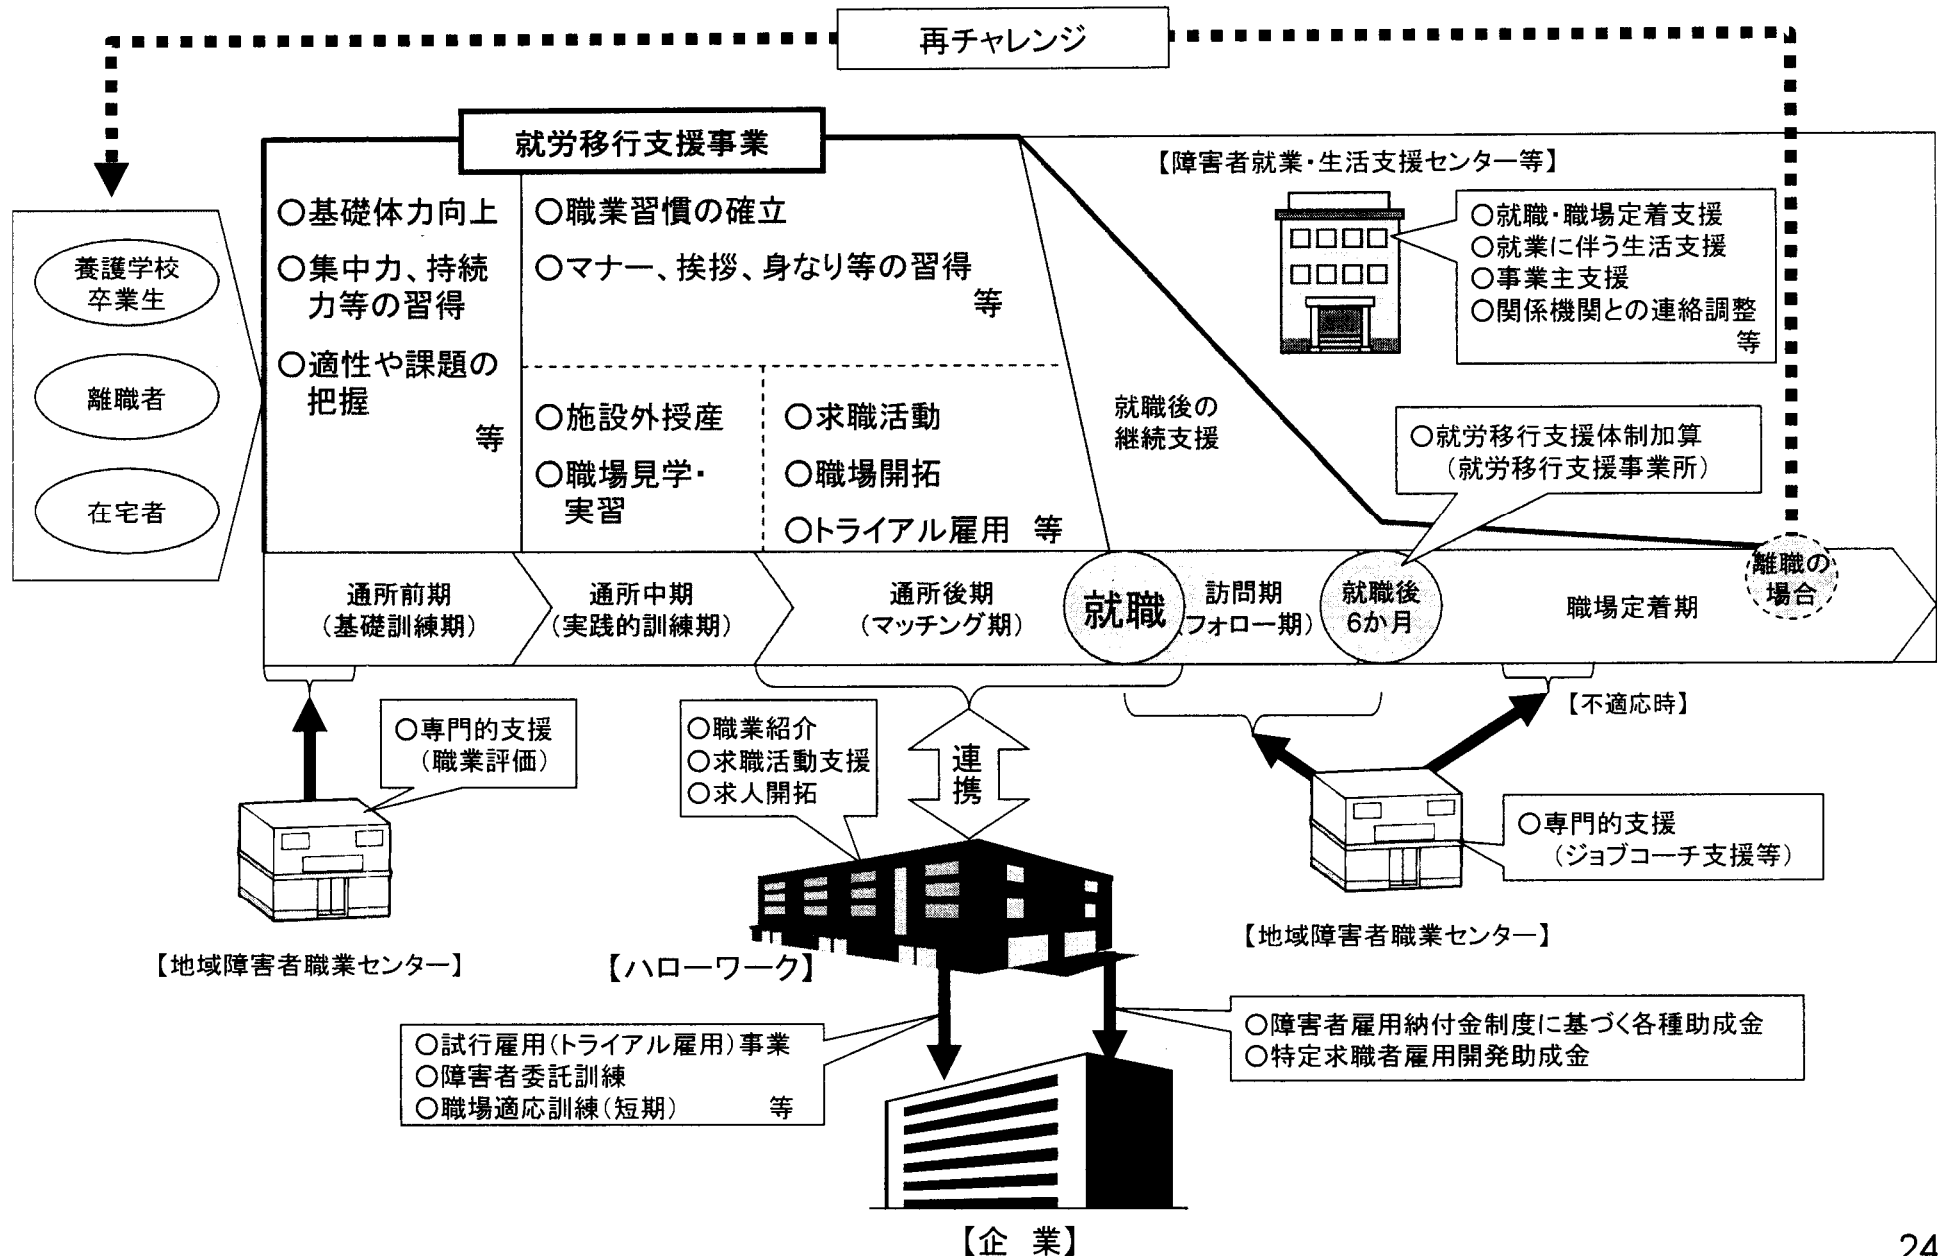 再チャレンジ
就労移行支援事業
【障害者就業・生活支援センター等】
○就職・職場定着支援
○就業に伴う生活支援
○事業主支援
○関係機関との連絡調整
等
養護学校
卒業生
離職者
在宅者
○基礎体力向上
○集中力、持続
力等の習得
○適性や課題の
把握
等
○職業習慣の確立
○マナー、挨拶、身なり等の習得
等
○施設外授産
○職場見学・
実習
○求職活動
○職場開拓
○トライアル雇用 等
就職後の
継続支援
○就労移行支援体制加算
(就労移行支援事業所)
通所前期
(基礎訓練期)
通所中期
(実践的訓練期)
通所後期
(マッチング期)
就職
訪問期
(フォロー期)
就職後
6か月
職場定着期
離職の
場合
○専門的支援
(職業評価)
【地域障害者職業センター】
○職業紹介
○求職活動支援
○求人開拓
連
携
【ハローワーク】
【不適応時】
○専門的支援
(ジョブコーチ支援等)
【地域障害者職業センター】
○試行雇用(トライアル雇用)事業
○障害者委託訓練
○職場適応訓練(短期) 等
○障害者雇用納付金制度に基づく各種助成金
○特定求職者雇用開発助成金
【企 業】
24